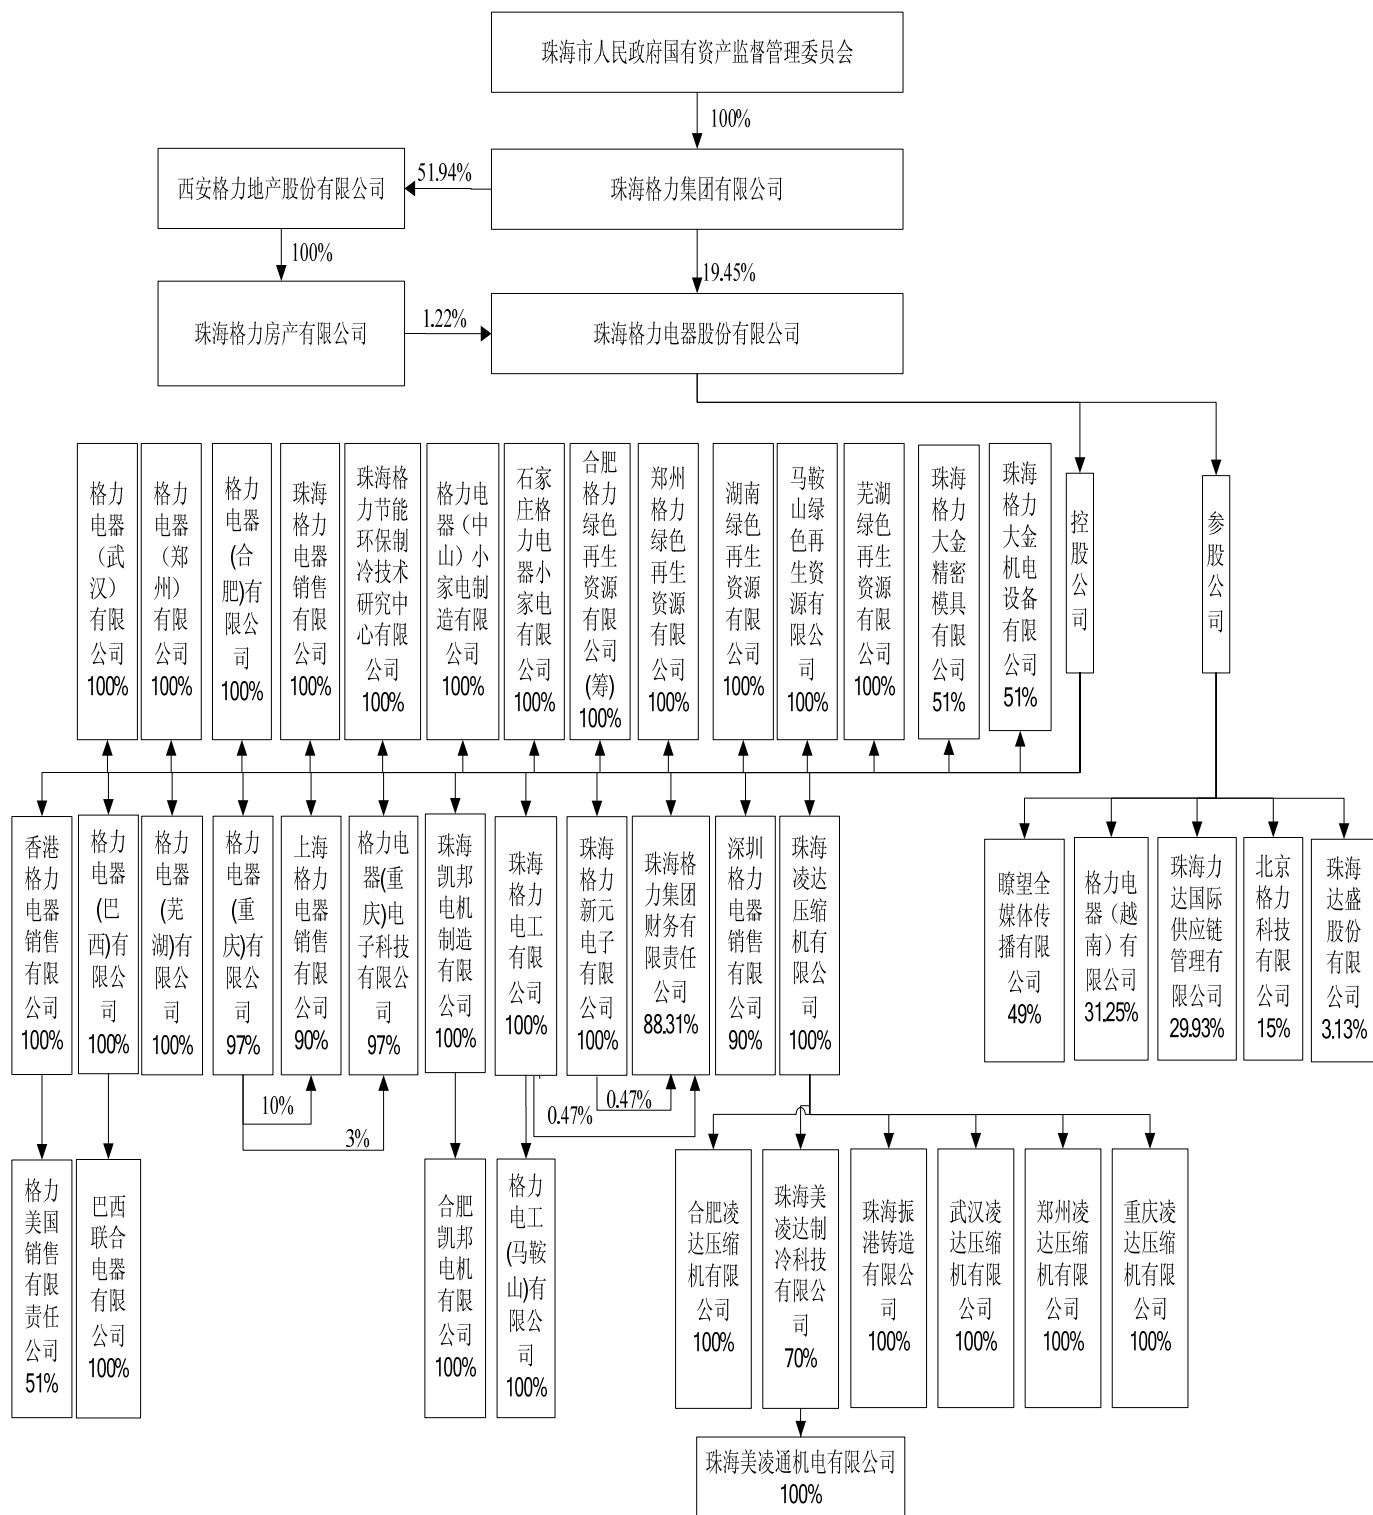 珠海市人民政府国有资产监督管理委员会
100%
西安格力地产股份有限公司
51.94%
珠海格力集团有限公司
100%
19.45%
珠海格力房产有限公司
1.22%
珠海格力电器股份有限公司
格力
电器
（武
汉）
有限
公司
100%
格力
电器
（郑
州）
有限
公司
100%
格力
电器
(合
肥)有
限公
司
100%
珠海
格力
电器
销售
有限
公司
100%
珠海格
力节能
环保制
冷技术
研究中
心有限
公司
100%
格力电
器（中
山）小
家电制
造有限
公司
100%
石家
庄格
力电
器小
家电
有限
公司
100%
合肥
格力
绿色
再生
资源
有限
公司
(筹)
100%
郑州
格力
绿色
再生
资源
有限
公司
100%
湖南
绿色
再生
资源
有限
公司
100%
马鞍
山绿
色再
生资
源有
限公
司
100%
芜湖
绿色
再生
资源
有限
公司
100%
珠海
格力
大金
精密
模具
有限
公司
51%
珠海
格力
大金
机电
设备
有限
公司
51%
控
股
公
司
参
股
公
司
香港
格力
电器
销售
有限
公司
100%
格力
电器
(巴
西)有
限公
司
100%
格力
电器
(芜
湖)有
限公
司
100%
格力
电器
(重
庆)有
限公
司
97%
上海
格力
电器
销售
有限
公司
90%
格力电
器(重
庆)电
子科技
有限公
司
97%
珠海
凯邦
电机
制造
有限
公司
100%
珠海
格力
电工
有限
公司
100%
珠海
格力
新元
电子
有限
公司
100%
珠海格
力集团
财务有
限责任
公司
88.31%
深圳
格力
电器
销售
有限
公司
90%
珠海
凌达
压缩
机有
限公
司
100%
瞭望全
媒体传
播有限
公司
49%
格力电
器（越
南）有
限公司
31.25%
珠海力
达国际
供应链
管理有
限公司
29.93%
北京
格力
科技
有限
公司
15%
珠海
达盛
股份
有限
公司
3.13%
10%
3%
0.47%
0.47%
格力
美国
销售
有限
责任
公司
51%
巴西
联合
电器
有限
公司
100%
合肥
凯邦
电机
有限
公司
100%
格力
电工
(马鞍
山)有
限公
司
100%
合肥凌
达压缩
机有限
公司
100%
珠海美
凌达制
冷科技
有限公
司
70%
珠海振
港铸造
有限公
司
100%
武汉凌
达压缩
机有限
公司
100%
郑州凌
达压缩
机有限
公司
100%
重庆凌
达压缩
机有限
公司
100%
珠海美凌通机电有限公司
100%